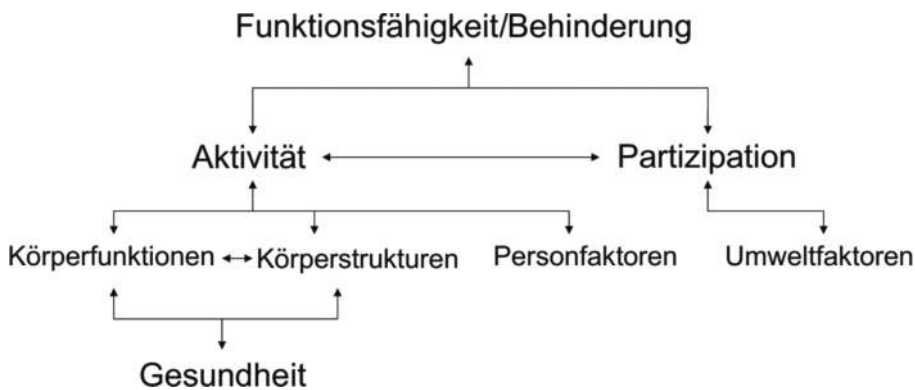 Funktionsfähigkeit/Behinderung
Aktivität
Partizipation
Körperfunktionen
Körperstrukturen
Personfaktoren
Umweltfaktoren
Gesundheit